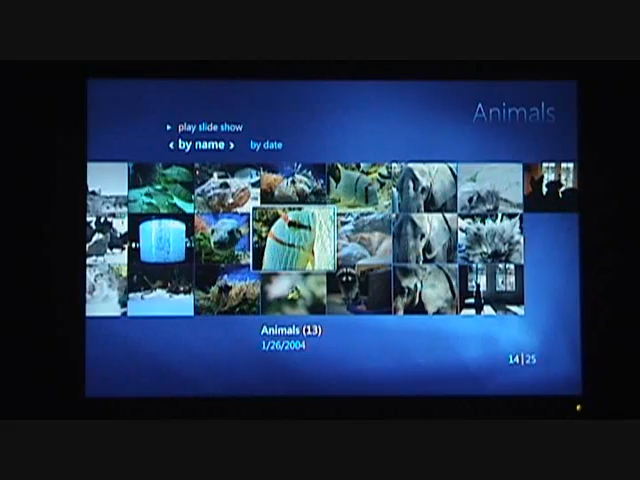 Animals
play slide show
by name
by date
Animals (13)
1/26/2004
14|25